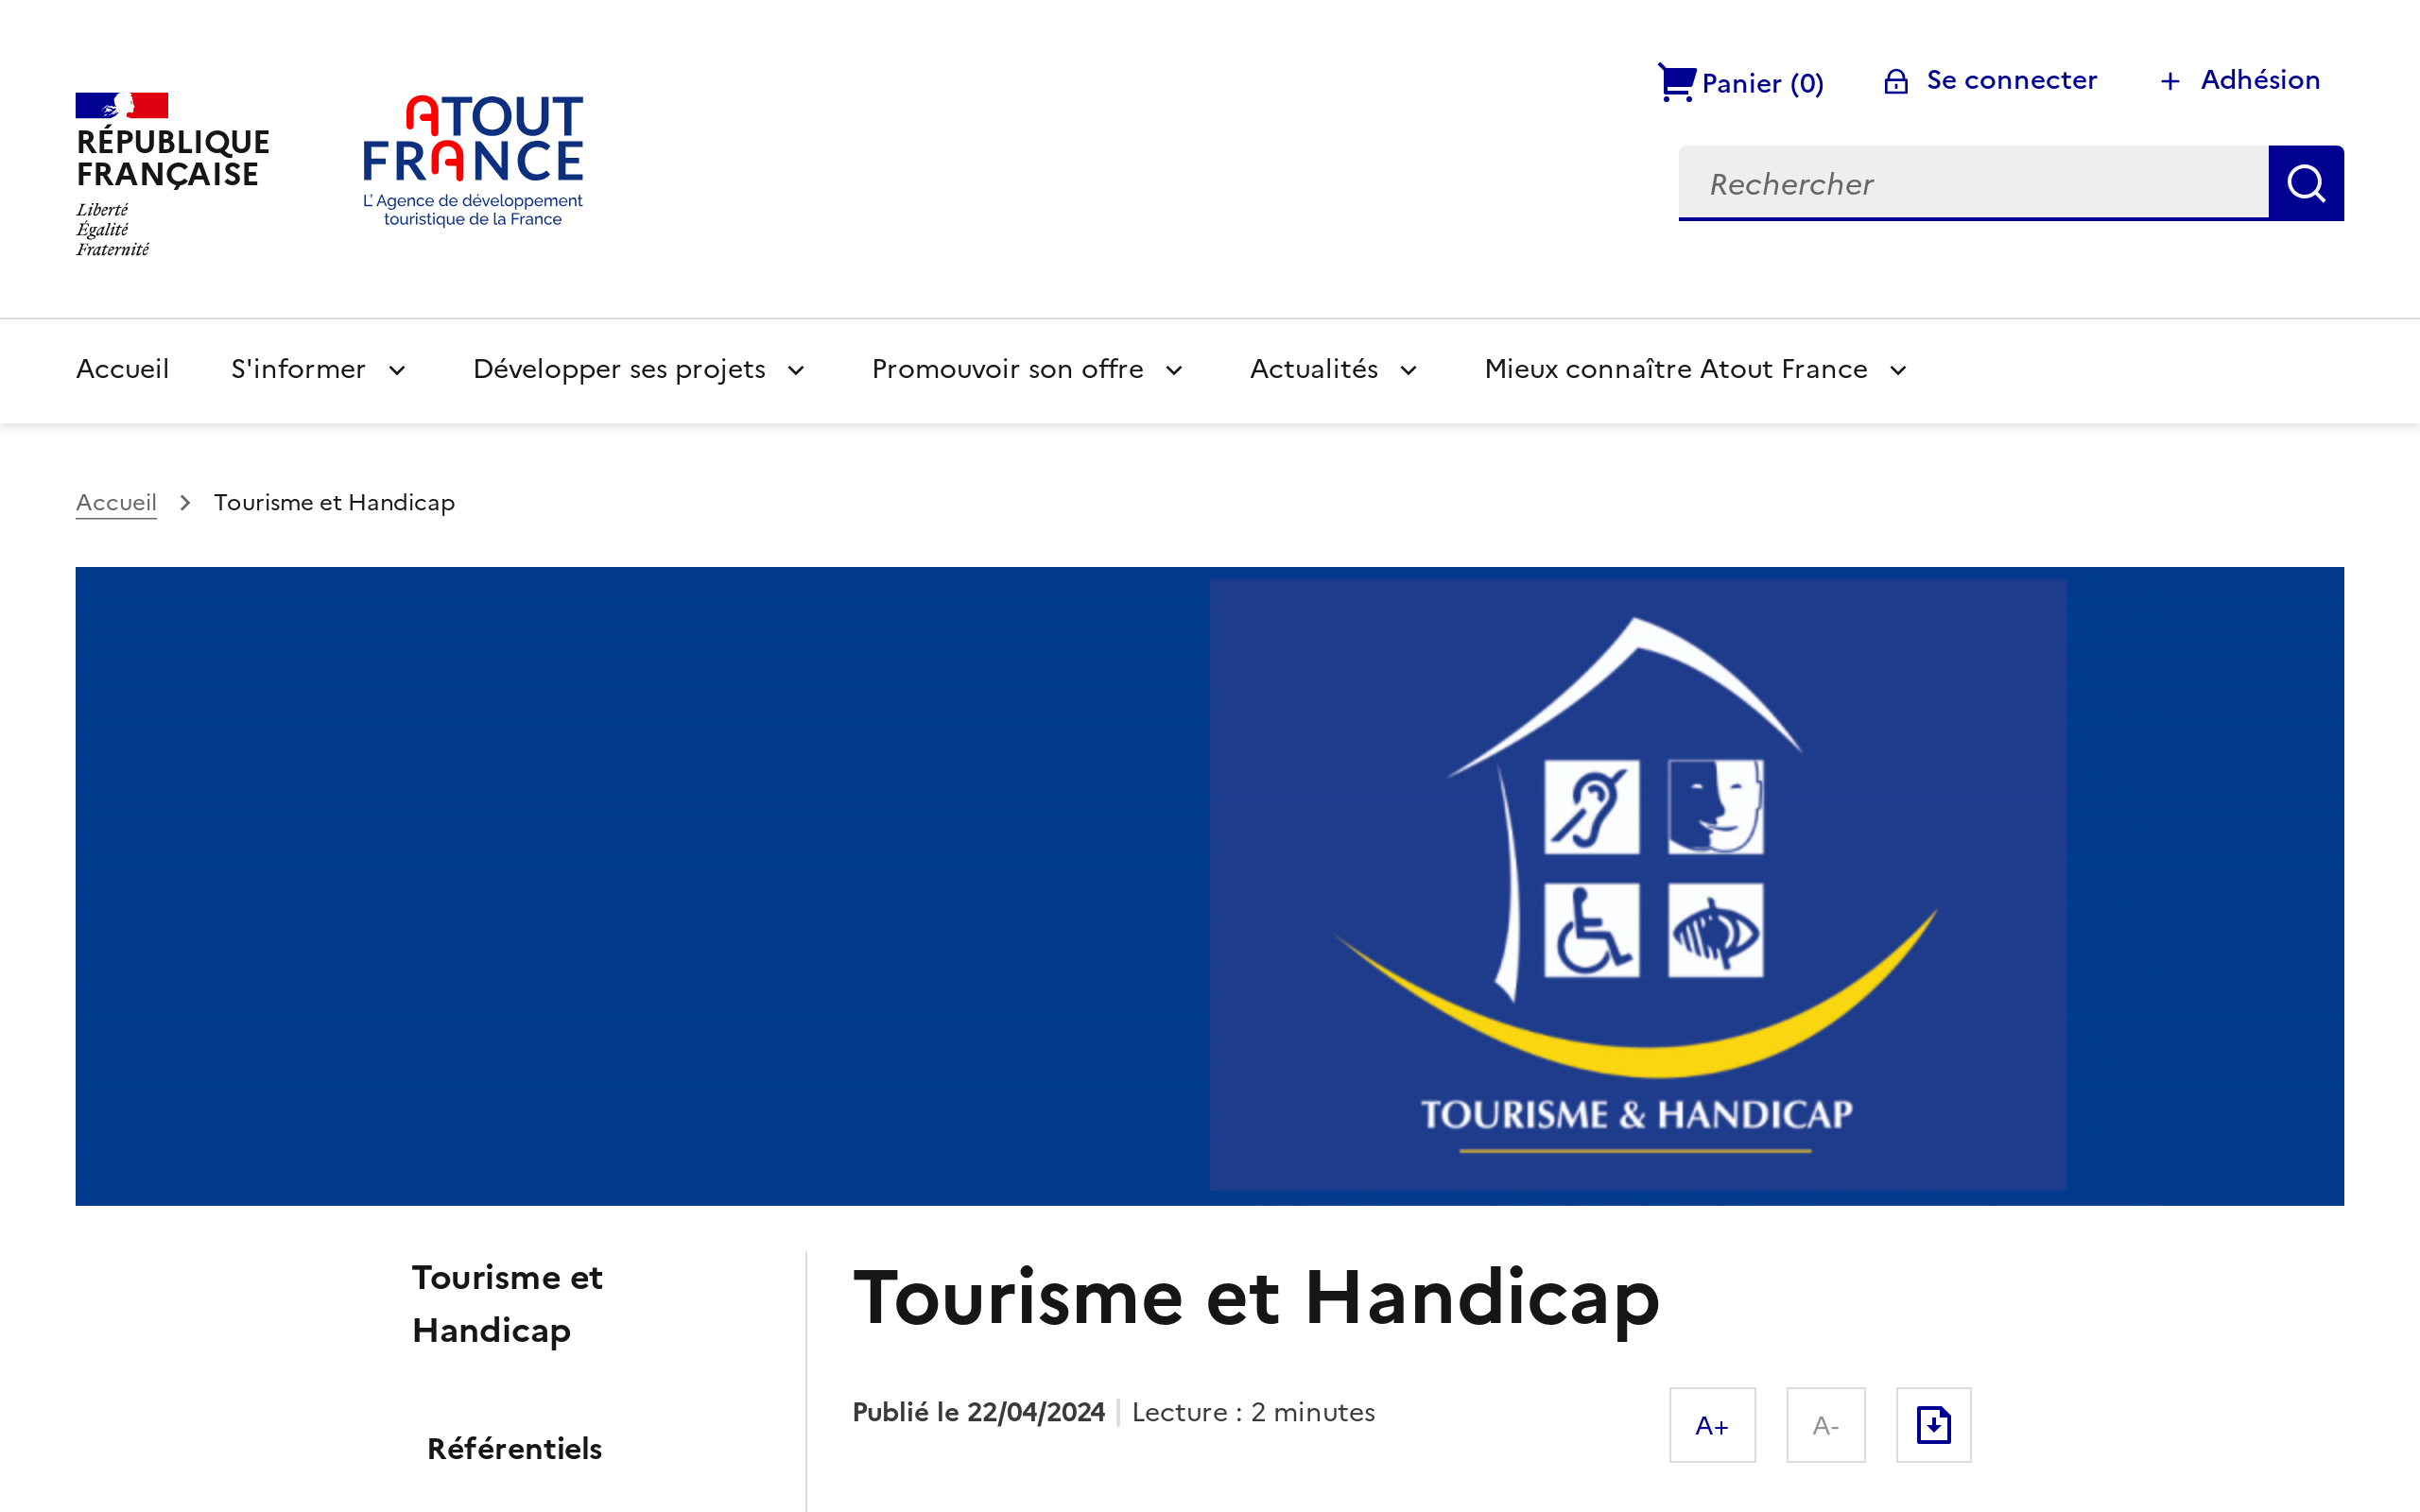 RÉPUBLIQUE
FRANÇAISE
Liberté
Égalité
Fraternité
ATOUT
FRANCE
L'Agence de développement
touristique de la France
Panier (0)
Se connecter
Adhésion
Rechercher
Accueil
S'informer
Développer ses projets
Promouvoir son offre
Actualités
Mieux connaître Atout France
Accueil
Tourisme et Handicap
TOURISME & HANDICAP
Tourisme et
Handicap
Référentiels
Tourisme et Handicap
Publié le 22/04/2024 | Lecture : 2 minutes
A+
A-